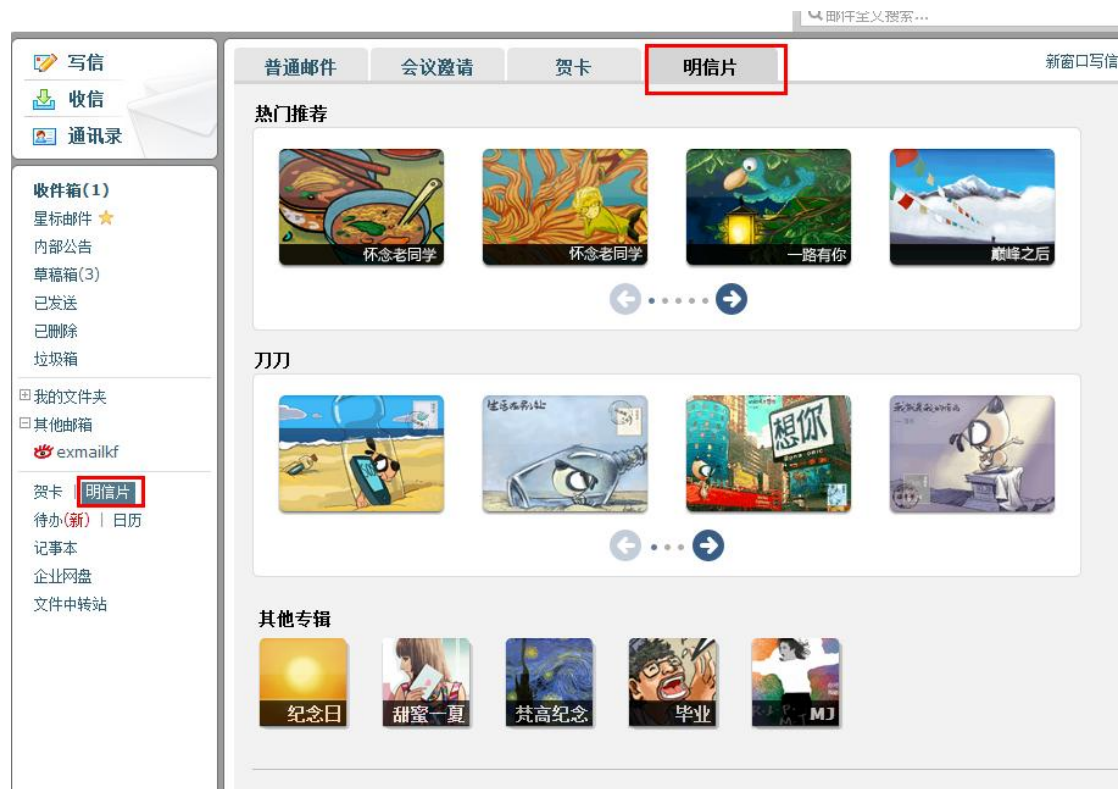 邮件全文搜索...
写信
收信
通讯录
收件箱(1)
星标邮件
内部公告
草稿箱(3)
已发送
已删除
垃圾箱
我的文件夹
其他邮箱
exmailkf
贺卡 | 明信片
待办(新) | 日历
记事本
企业网盘
文件中转站
普通邮件 会议邀请 贺卡 明信片 新窗口写信
热门推荐
怀念老同学 怀念老同学 一路有你 巅峰之后
刀刀
生活在别处
想你
其他专辑
纪念日 甜蜜一夏 梵高纪念 毕业 MJ